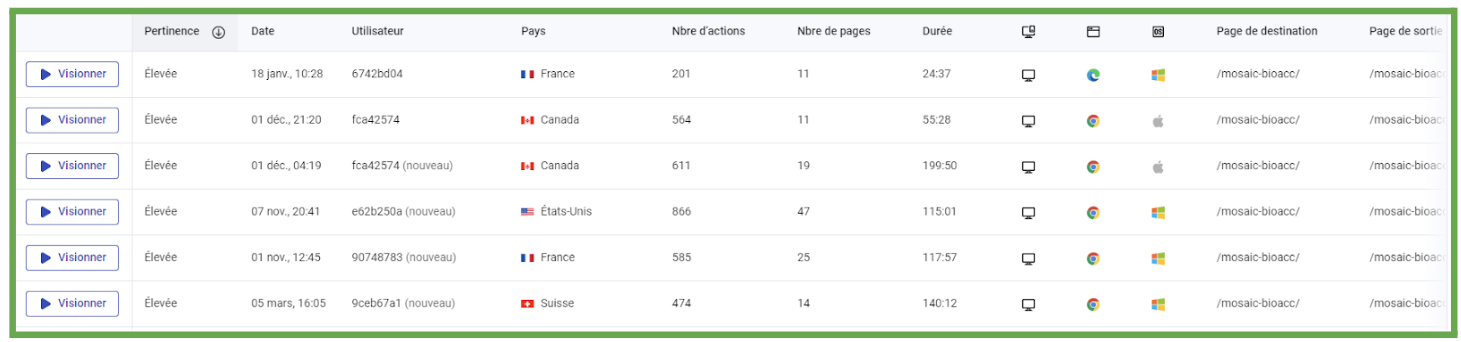 Pertinence Date Utilisateur Pays Nbre d'actions Nbre de pages Durée OS Page de destination Page de sortie
Visionner Élevée 18 janv., 10:28 6742bd04 France 201 11 24:37 /mosaic-bioacc/ /mosaic-bioacc
Visionner Élevée 01 déc., 21:20 fca42574 Canada 564 11 55:28 /mosaic-bioacc/ /mosaic-bioacc
Visionner Élevée 01 déc., 04:19 fca42574 (nouveau) Canada 611 19 199:50 /mosaic-bioacc/ /mosaic-bioacc
Visionner Élevée 07 nov., 20:41 e62b250a (nouveau) États-Unis 866 47 115:01 /mosaic-bioacc/ /mosaic-bioacc
Visionner Élevée 01 nov., 12:45 90748783 (nouveau) France 585 25 117:57 /mosaic-bioacc/ /mosaic-bioacc
Visionner Élevée 05 mars, 16:05 9ceb67a1 (nouveau) Suisse 474 14 140:12 /mosaic-bioacc/ /mosaic-bioacc